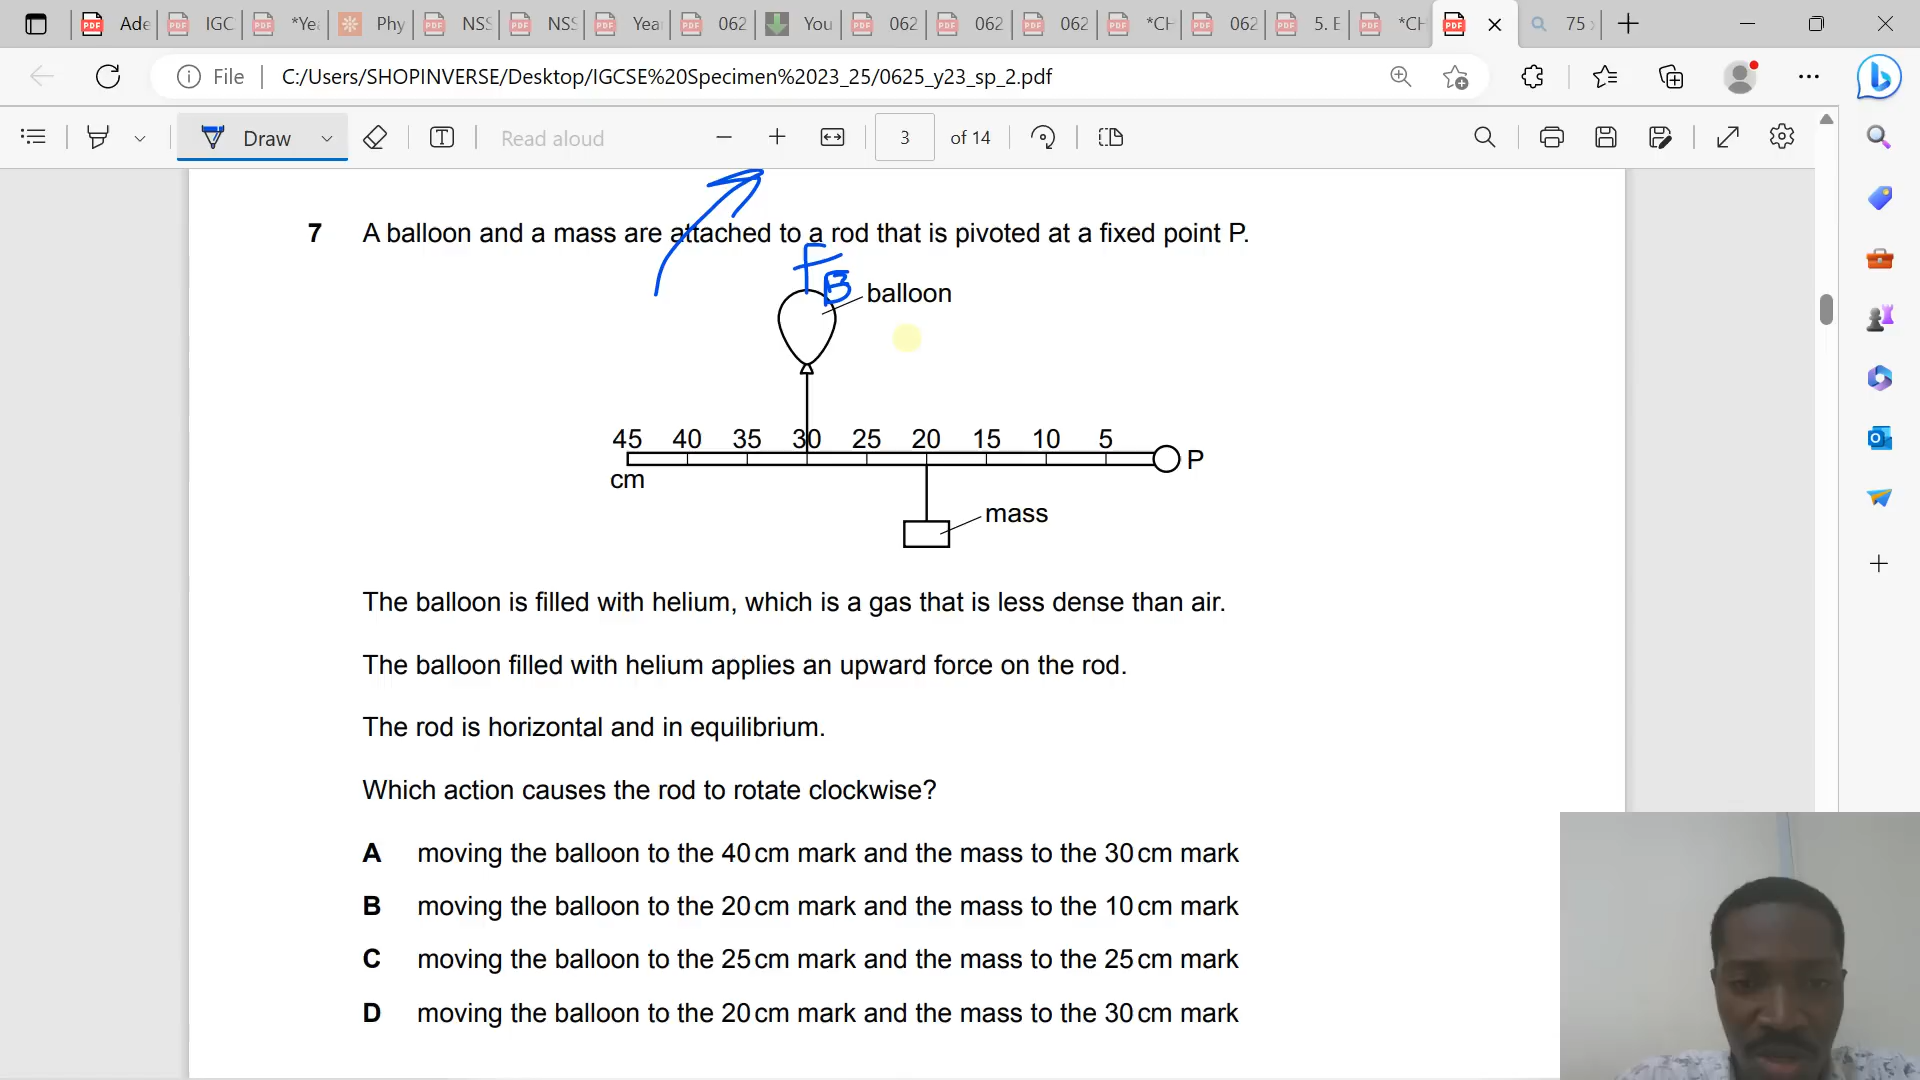 Ade
IGC
*Yea
Phy
NSS
NSS
Yea
062
You
062
062
062
*CH
062
5. E
*CH
75
File
C:/Users/SHOPINVERSE/Desktop/IGCSE%20Specimen%2023_25/0625_y23_sp_2.pdf
Draw
Read aloud
3
of 14
7 A balloon and a mass are attached to a rod that is pivoted at a fixed point P.
F
B
balloon
45 40 35 30 25 20 15 10 5
P
cm
mass
The balloon is filled with helium, which is a gas that is less dense than air.
The balloon filled with helium applies an upward force on the rod.
The rod is horizontal and in equilibrium.
Which action causes the rod to rotate clockwise?
A moving the balloon to the 40 cm mark and the mass to the 30 cm mark
B moving the balloon to the 20 cm mark and the mass to the 10 cm mark
C moving the balloon to the 25 cm mark and the mass to the 25 cm mark
D moving the balloon to the 20 cm mark and the mass to the 30 cm mark